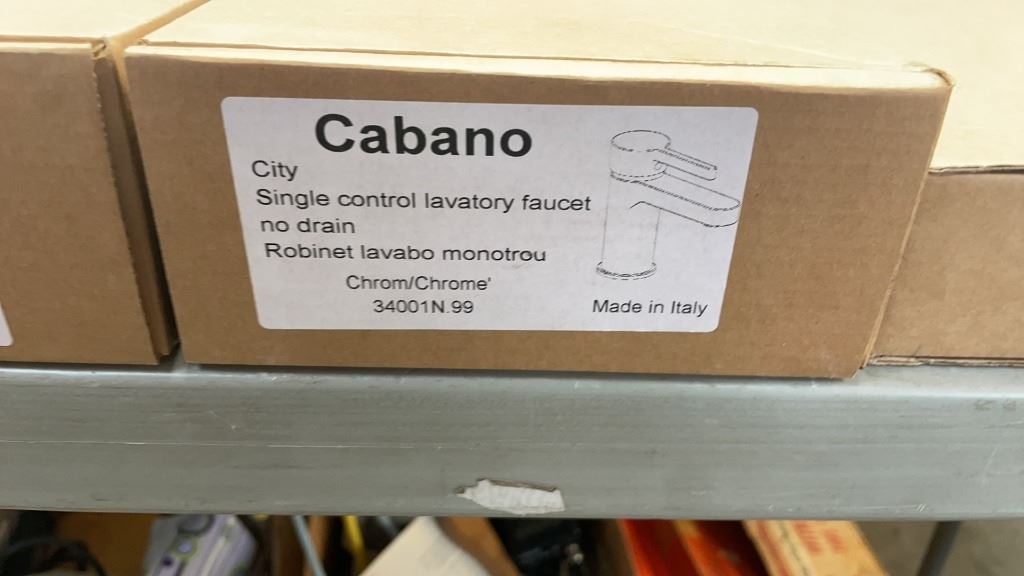 Cabano
City
Single control lavatory faucet
no drain
Robinet lavabo monotrou
Chrom/Chrome'
34001N.99
Made in Italy